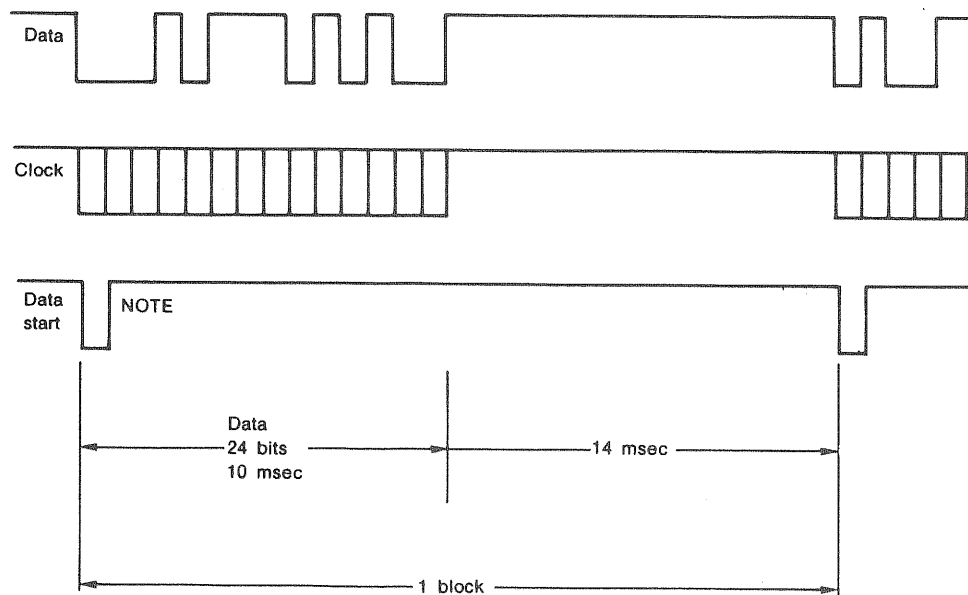 Data
Clock
Data
start
NOTE
Data
24 bits
10 msec
14 msec
1 block